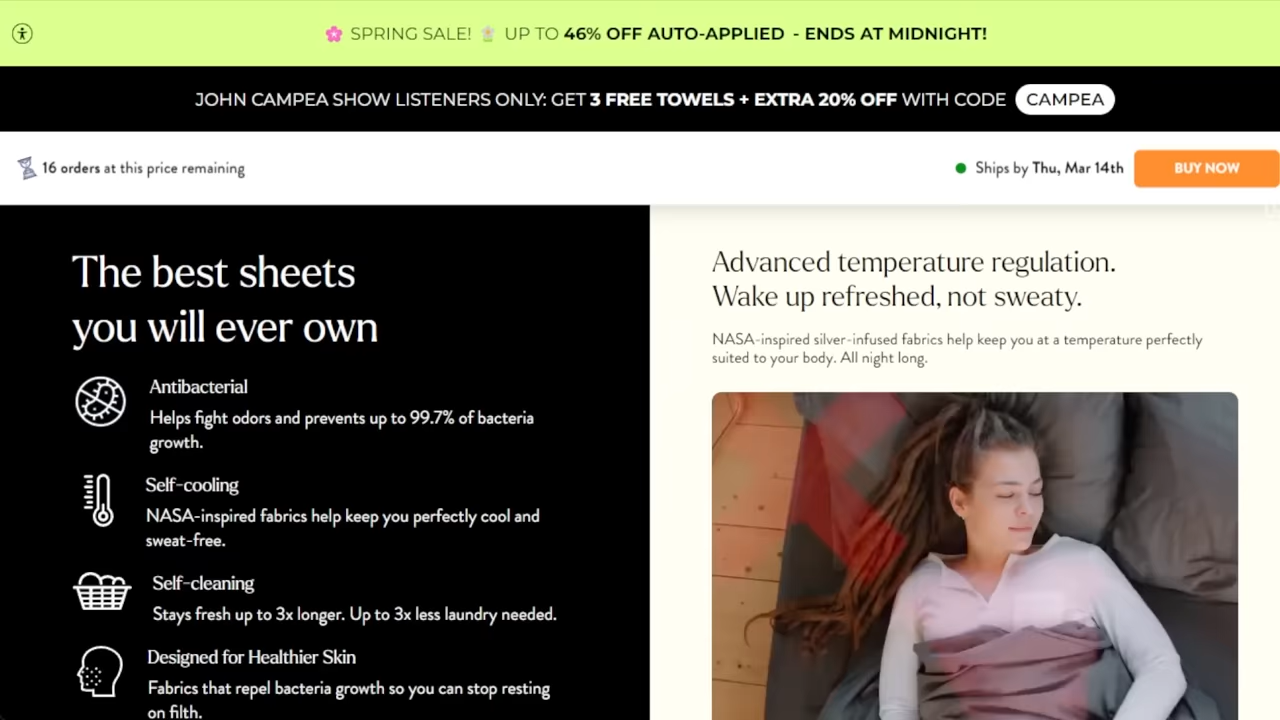 🌸 SPRING SALE! UP TO 46% OFF AUTO-APPLIED - ENDS AT MIDNIGHT!
JOHN CAMPEA SHOW LISTENERS ONLY: GET 3 FREE TOWELS + EXTRA 20% OFF WITH CODE CAMPEA
16 orders at this price remaining
Ships by Thu, Mar 14th
BUY NOW
The best sheets
you will ever own
Antibacterial
Helps fight odors and prevents up to 99.7% of bacteria
growth.
Self-cooling
NASA-inspired fabrics help keep you perfectly cool and
sweat-free.
Self-cleaning
Stays fresh up to 3x longer. Up to 3x less laundry needed.
Designed for Healthier Skin
Fabrics that repel bacteria growth so you can stop resting
on filth.
Advanced temperature regulation.
Wake up refreshed, not sweaty.
NASA-inspired silver-infused fabrics help keep you at a temperature perfectly
suited to your body. All night long.